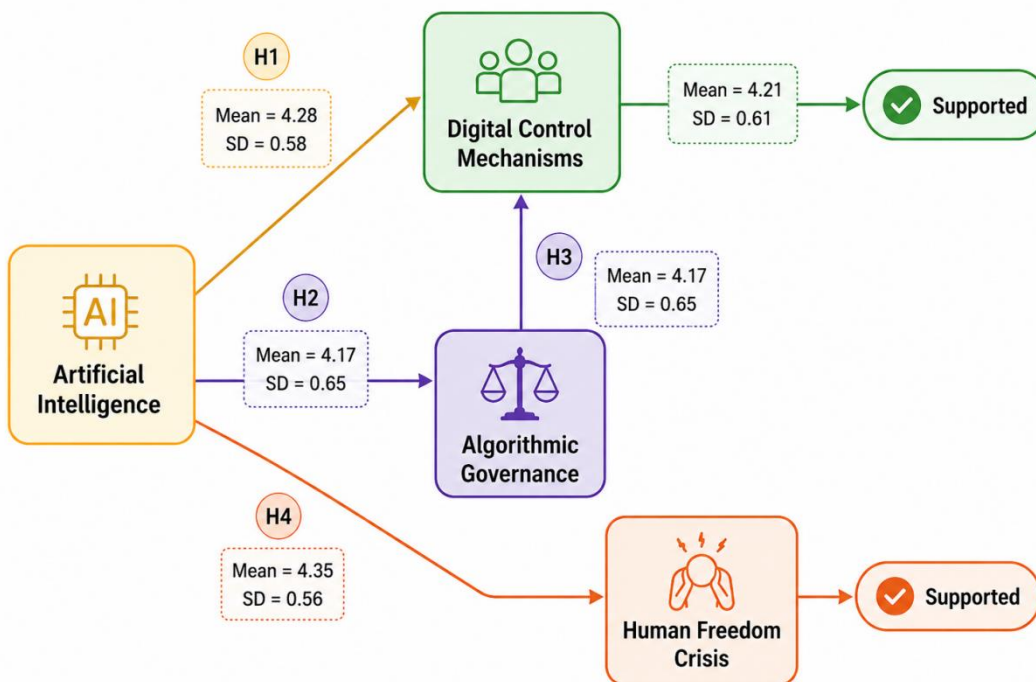 H1
Mean = 4.28
SD = 0.58
Digital Control
Mechanisms
Mean = 4.21
SD = 0.61
Supported
AI
Artificial
Intelligence
H2
Mean = 4.17
SD = 0.65
H3
Mean = 4.17
SD = 0.65
Algorithmic
Governance
H4
Mean = 4.35
SD = 0.56
Human Freedom
Crisis
Supported